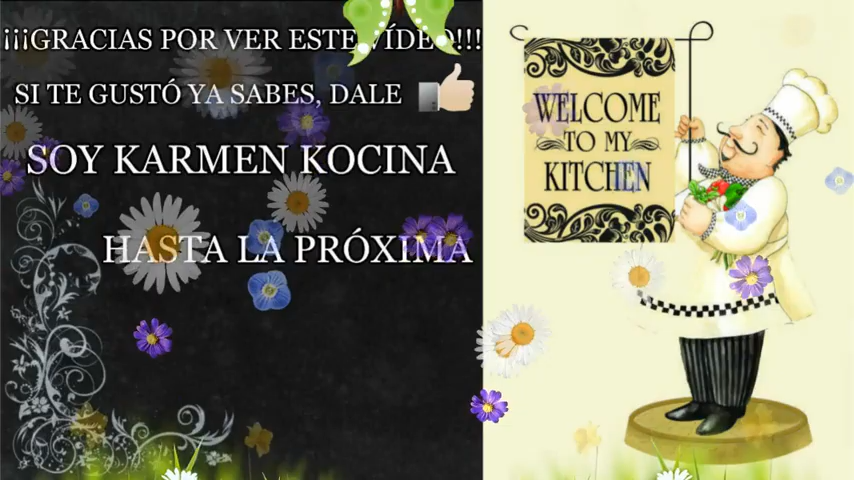 ¡¡¡GRACIAS POR VER ESTE VÍDEO!!!
SI TE GUSTÓ YA SABES, DALE
SOY KARMEN KOCINA
HASTA LA PRÓXIMA
WELCOME
TO MY
KITCHEN